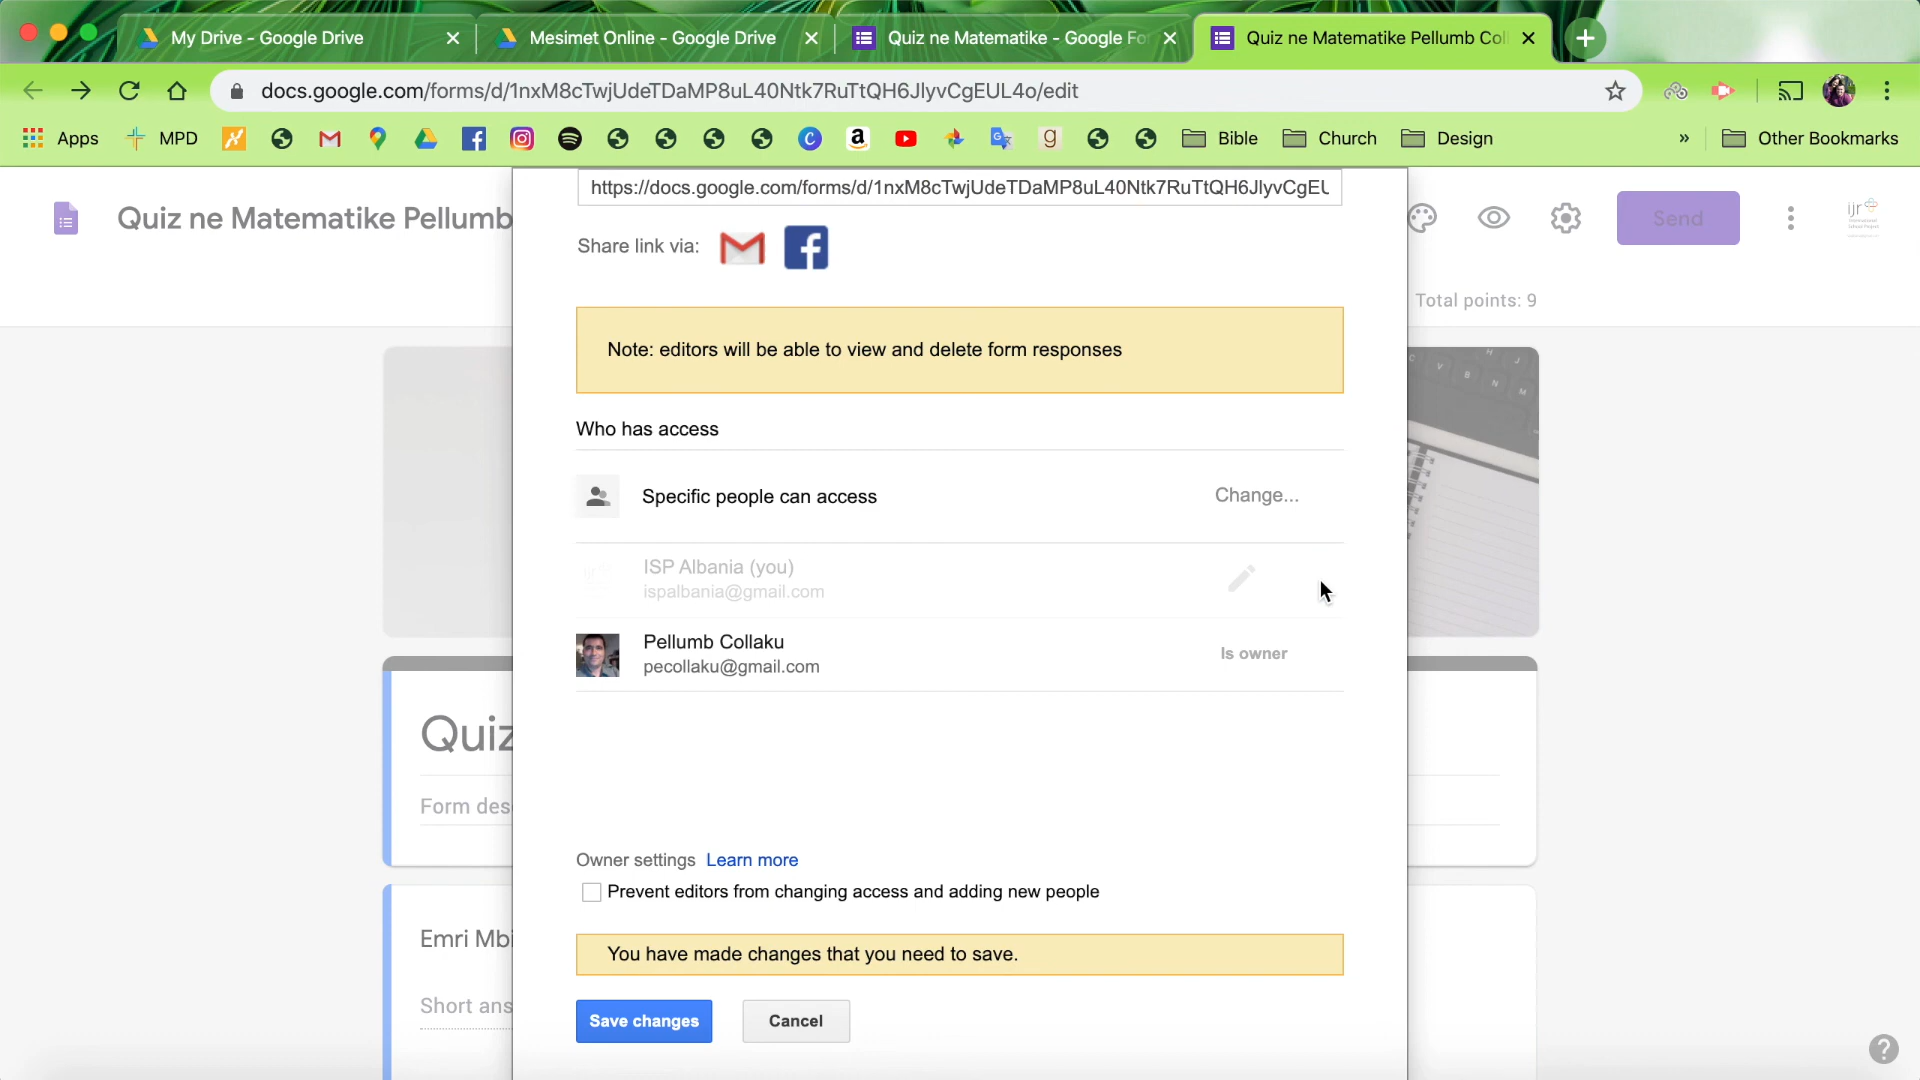 My Drive - Google Drive
Mesimet Online - Google Drive
Quiz ne Matematike - Google Fo
Quiz ne Matematike Pellumb Col
docs.google.com/forms/d/1nxM8cTwjUdeTDaMP8uL40Ntk7RuTtQH6JlyvCgEUL4o/edit
Apps
MPD
Bible
Church
Design
»
Other Bookmarks
Quiz ne Matematike Pellumb
https://docs.google.com/forms/d/1nxM8cTwjUdeTDaMP8uL40Ntk7RuTtQH6JlyvCgEU
Send
ijr
Share link via:
Total points: 9
Note: editors will be able to view and delete form responses
Who has access
Specific people can access
Change...
ISP Albania (you)
ispalbania@gmail.com
Pellumb Collaku
pecollaku@gmail.com
Is owner
Quiz
Form des
Owner settings Learn more
Prevent editors from changing access and adding new people
Emri Mbi
You have made changes that you need to save.
Short ans
Save changes
Cancel